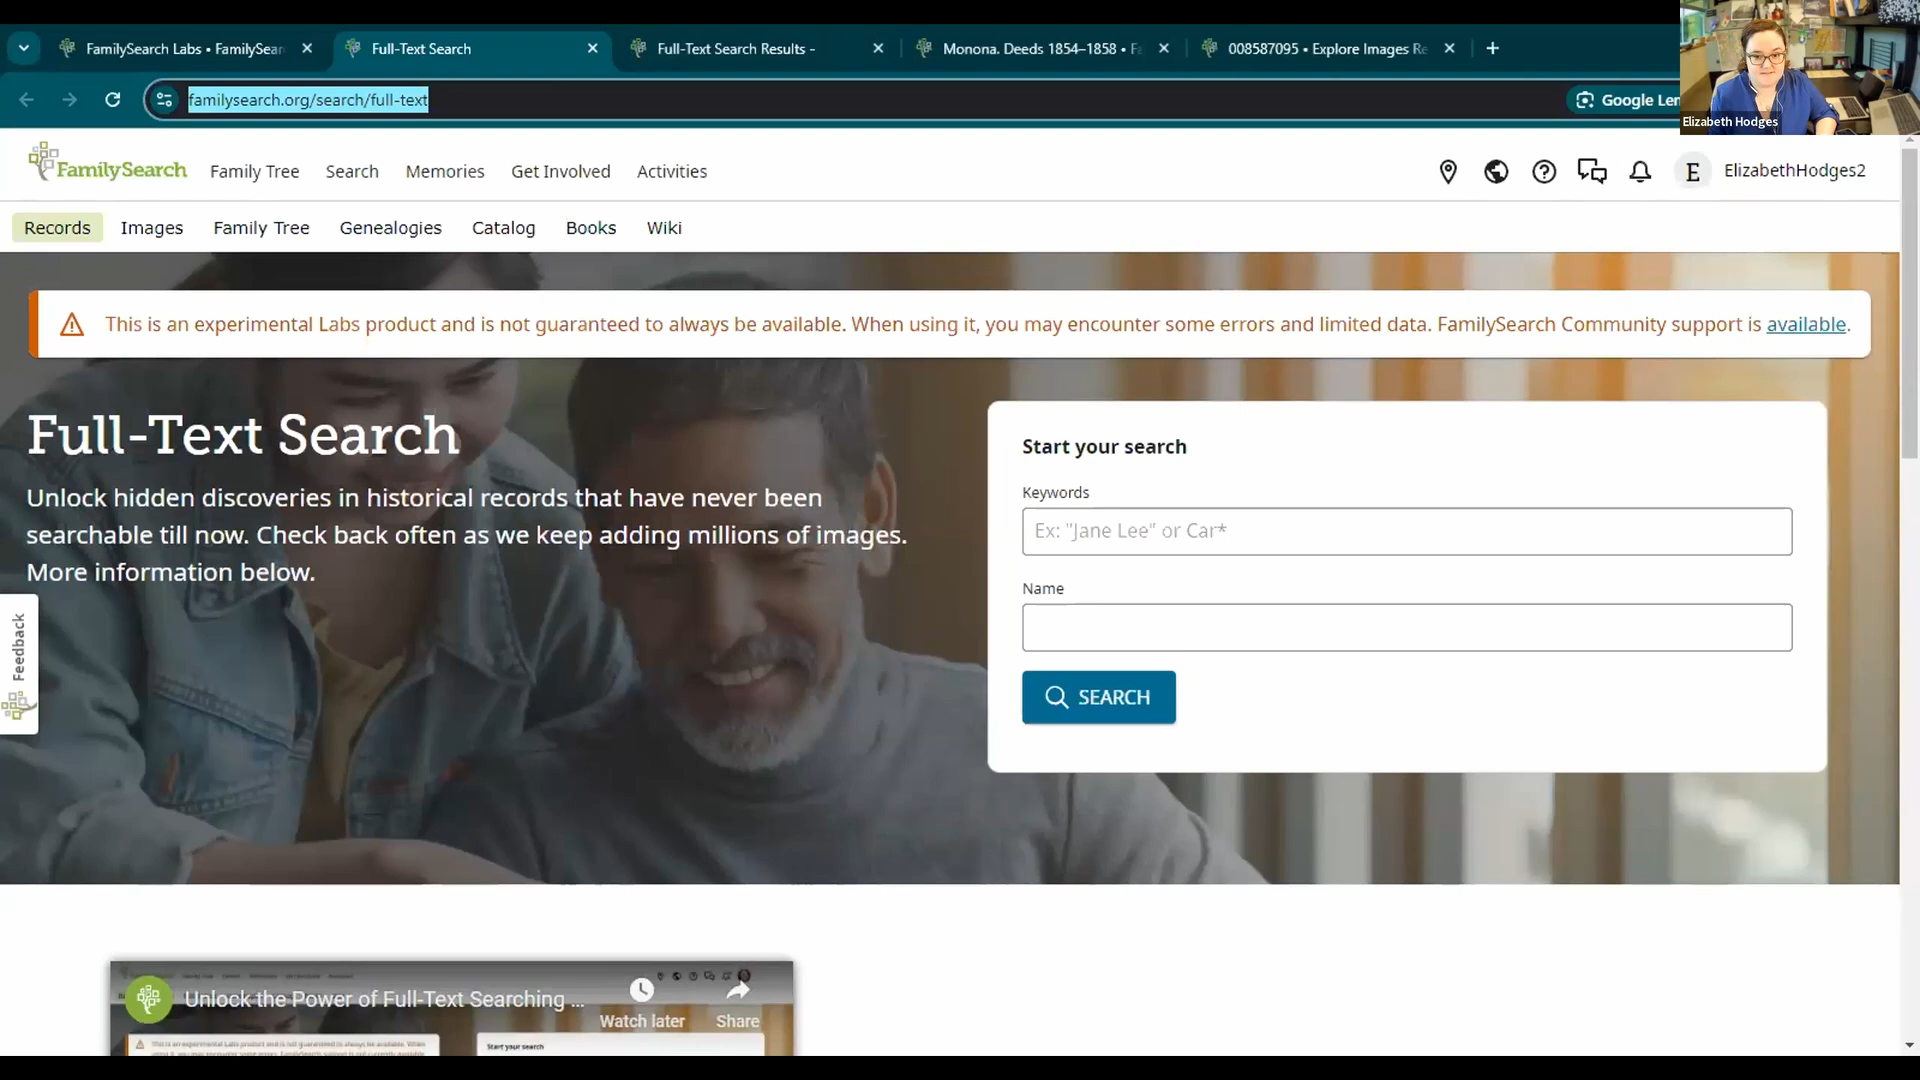 FamilySearch Labs • FamilySear
Full-Text Search
Full-Text Search Results -
Monona. Deeds 1854–1858 • Fa
008587095 • Explore Images Re
familysearch.org/search/full-text
Google Len
Elizabeth Hodges
FamilySearch
Family Tree
Search
Memories
Get Involved
Activities
E
ElizabethHodges2
Records
Images
Family Tree
Genealogies
Catalog
Books
Wiki
This is an experimental Labs product and is not guaranteed to always be available. When using it, you may encounter some errors and limited data. FamilySearch Community support is available.
Full-Text Search
Unlock hidden discoveries in historical records that have never been
searchable till now. Check back often as we keep adding millions of images.
More information below.
Start your search
Keywords
Ex: "Jane Lee" or Car*
Name
SEARCH
Feedback
Unlock the Power of Full-Text Searching ...
Watch later
Share
Start your search